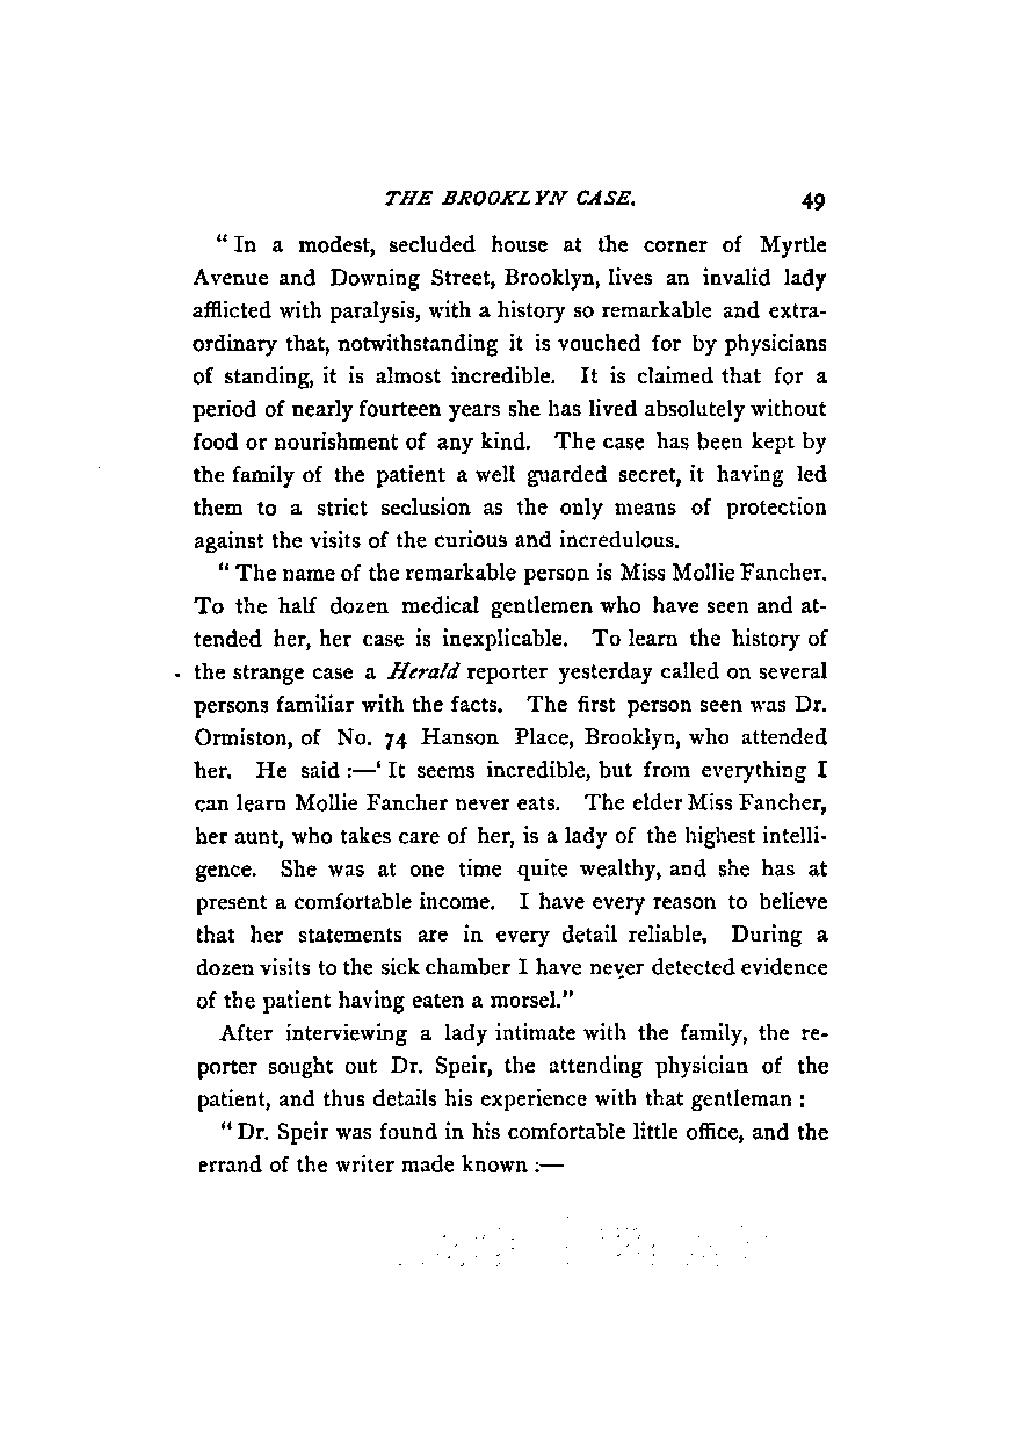 THE BROOKLYN CASE. 49
“ In a modest, secluded house at the corner of Myrtle
Avenue and Downing Street, Brooklyn, lives an invalid lady
afflicted with paralysis, with a history so remarkable and extra-
ordinary that, notwithstanding it is vouched for by physicians
of standing, it is almost incredible. It is claimed that for a
period of nearly fourteen years she has lived absolutely without
food or nourishment of any kind. The case has been kept by
the family of the patient a well guarded secret, it having led
them to a strict seclusion as the only means of protection
against the visits of the curious and incredulous.
“ The name of the remarkable person is Miss Mollie Fancher.
To the half dozen medical gentlemen who have seen and at-
tended her, her case is inexplicable. To learn the history of
the strange case a Herald reporter yesterday called on several
persons familiar with the facts. The first person seen was Dr.
Ormiston, of No. 74 Hanson Place, Brooklyn, who attended
her. He said :—‘ It seems incredible, but from everything I
can learn Mollie Fancher never eats. The elder Miss Fancher,
her aunt, who takes care of her, is a lady of the highest intelli-
gence. She was at one time quite wealthy, and she has at
present a comfortable income. I have every reason to believe
that her statements are in every detail reliable. During a
dozen visits to the sick chamber I have never detected evidence
of the patient having eaten a morsel.”
After interviewing a lady intimate with the family, the re-
porter sought out Dr. Speir, the attending physician of the
patient, and thus details his experience with that gentleman :
“ Dr. Speir was found in his comfortable little office, and the
errand of the writer made known :—